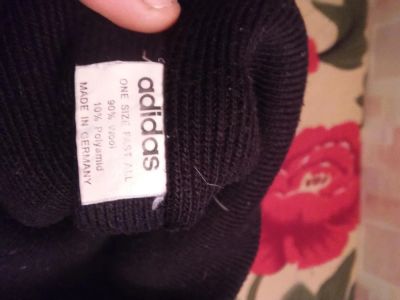 adidas
ONE SIZE FAST ALL
90% Wool
10% Polyamid
MADE IN GERMANY